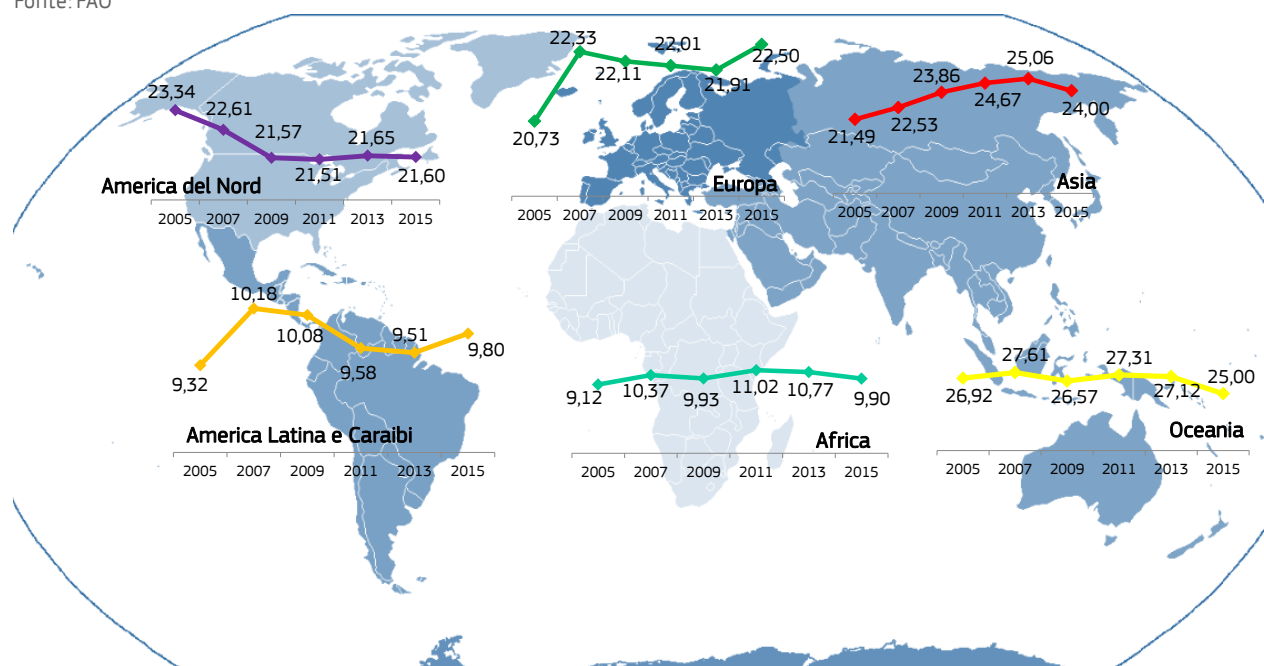 Fonte: FAO
23,34
22,61
21,57
21,51
21,65
21,60
America del Nord
2005 2007 2009 2011 2013 2015
20,73
22,33
22,11
22,01
21,91
22,50
Europa
2005 2007 2009 2011 2013 2015
21,49
22,53
23,86
24,67
25,06
24,00
Asia
2005 2007 2009 2011 2013 2015
9,32
10,18
10,08
9,58
9,51
9,80
America Latina e Caraibi
2005 2007 2009 2011 2013 2015
9,12
10,37
9,93
11,02
10,77
9,90
Africa
2005 2007 2009 2011 2013 2015
26,92
27,61
26,57
27,31
27,12
25,00
Oceania
2005 2007 2009 2011 2013 2015